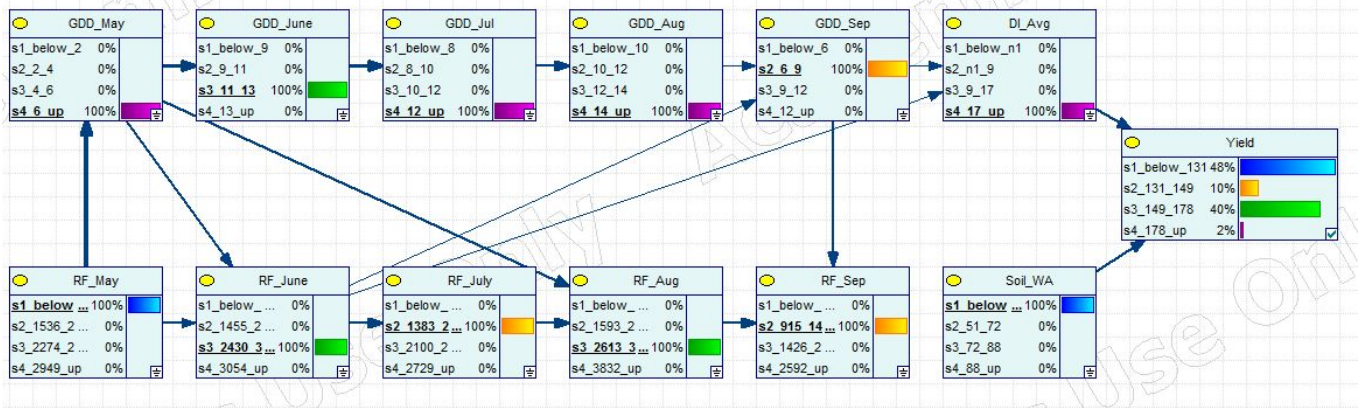 GDD_May
s1_below_2 0%
s2_2_4 0%
s3_4_6 0%
s4_6_up 100%
GDD_June
s1_below_9 0%
s2_9_11 0%
s3_11_13 100%
s4_13_up 0%
GDD_Jul
s1_below_8 0%
s2_8_10 0%
s3_10_12 0%
s4_12_up 100%
GDD_Aug
s1_below_10 0%
s2_10_12 0%
s3_12_14 0%
s4_14_up 100%
GDD_Sep
s1_below_6 0%
s2_6_9 100%
s3_9_12 0%
s4_12_up 0%
DI_Avg
s1_below_n1 0%
s2_n1_9 0%
s3_9_17 0%
s4_17_up 100%
Yield
s1_below_131 48%
s2_131_149 10%
s3_149_178 40%
s4_178_up 2%
RF_May
s1_below ... 100%
s2_1536_2 ... 0%
s3_2274_2 ... 0%
s4_2949_up 0%
RF_June
s1_below_ ... 0%
s2_1455_2 ... 0%
s3_2430_3 ... 100%
s4_3054_up 0%
RF_July
s1_below_ ... 0%
s2_1383_2 ... 100%
s3_2100_2 ... 0%
s4_2729_up 0%
RF_Aug
s1_below_ ... 0%
s2_1593_2 ... 0%
s3_2613_3 ... 100%
s4_3832_up 0%
RF_Sep
s1_below_ ... 0%
s2_915_14 ... 100%
s3_1426_2 ... 0%
s4_2592_up 0%
Soil_WA
s1_below ... 100%
s2_51_72 0%
s3_72_88 0%
s4_88_up 0%
Use Only